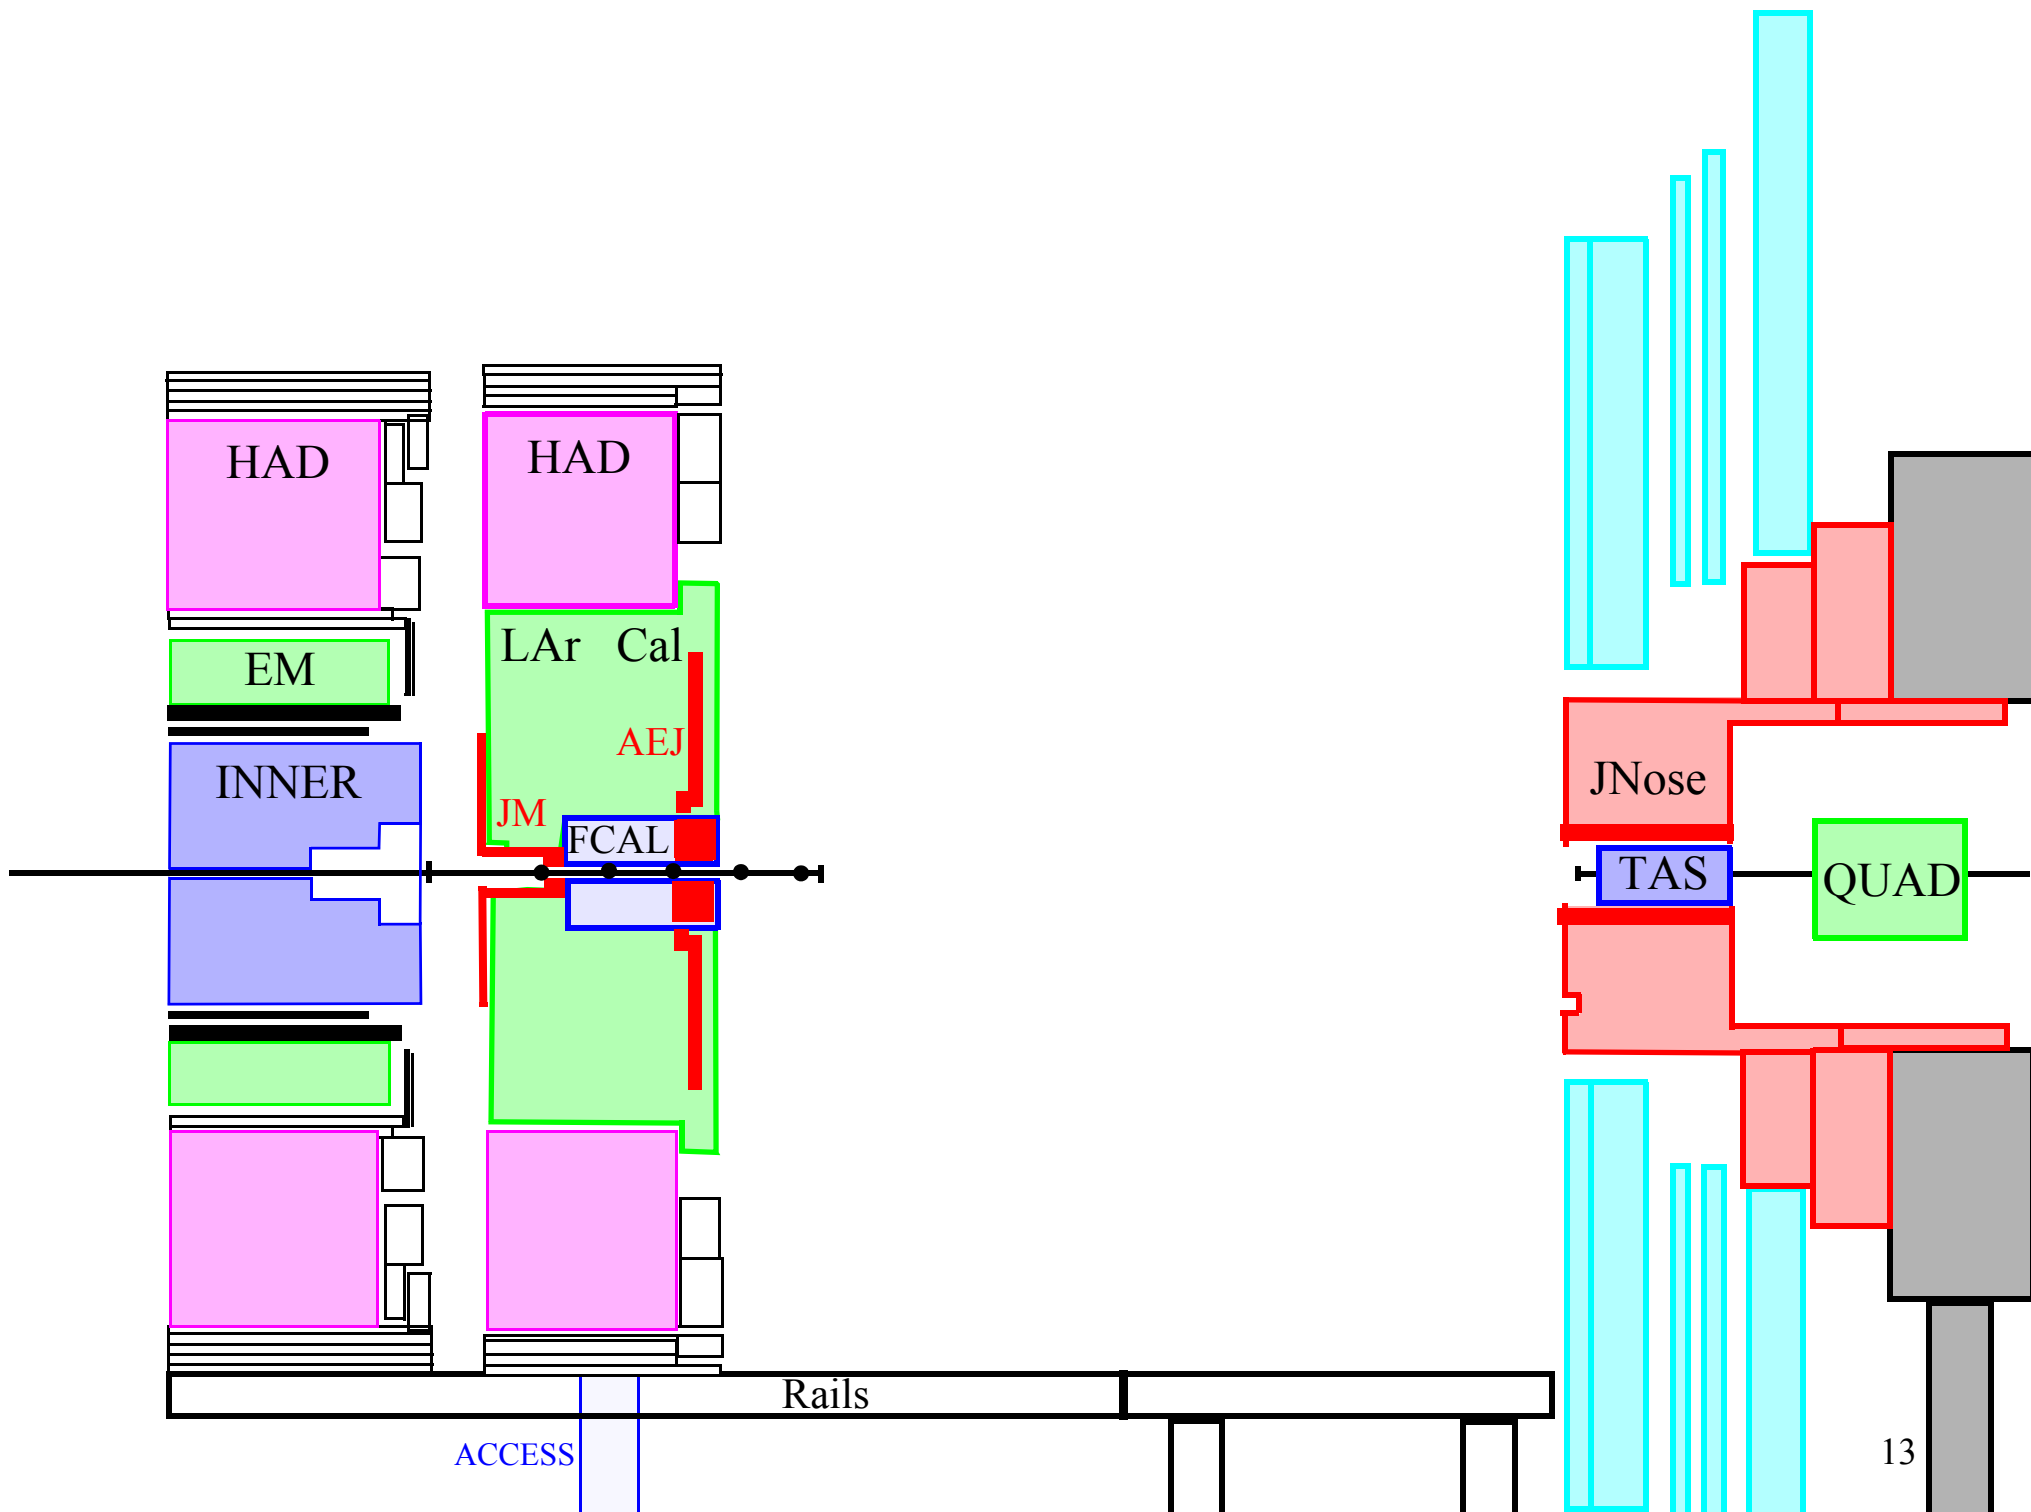 HAD
HAD
LAr Cal
EM
AEJ
INNER
JNose
JM
FCAL
TAS
QUAD
Rails
ACCESS
13